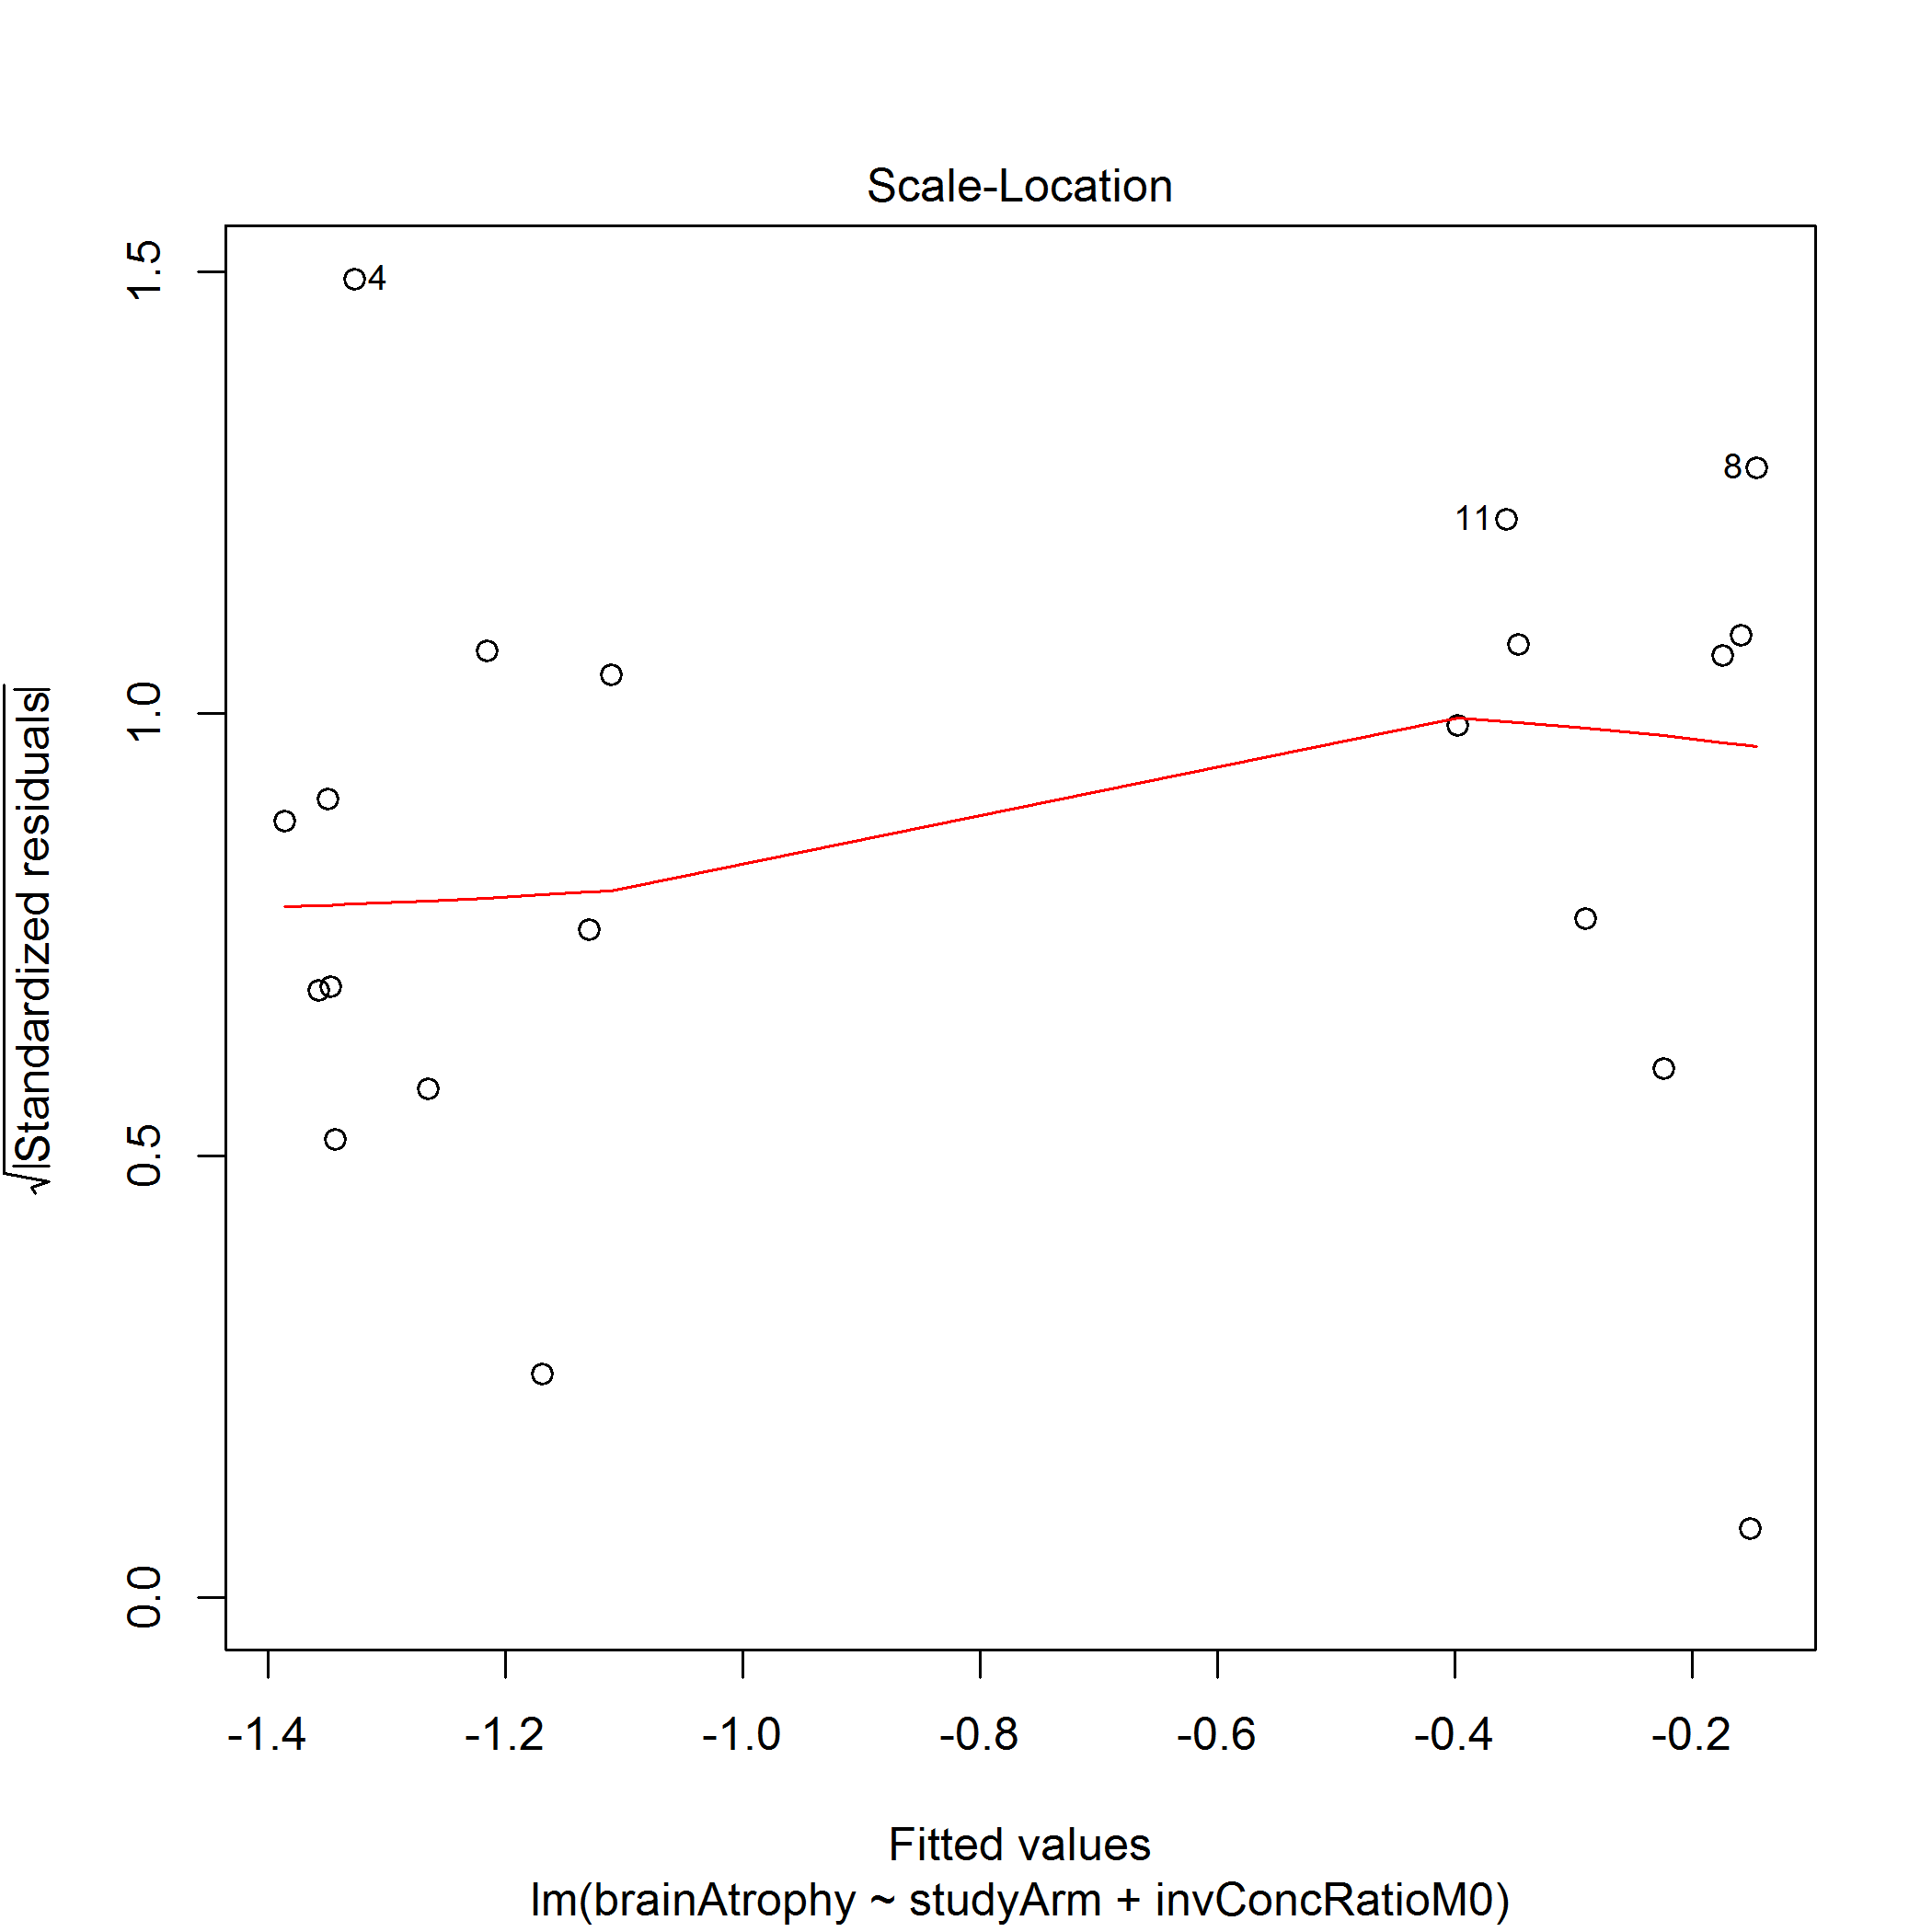 Scale-Location
√|Standardized residuals|
1.5
1.0
0.5
0.0
4
8
11
-1.4 -1.2 -1.0 -0.8 -0.6 -0.4 -0.2
Fitted values
lm(brainAtrophy ~ studyArm + invConcRatioM0)